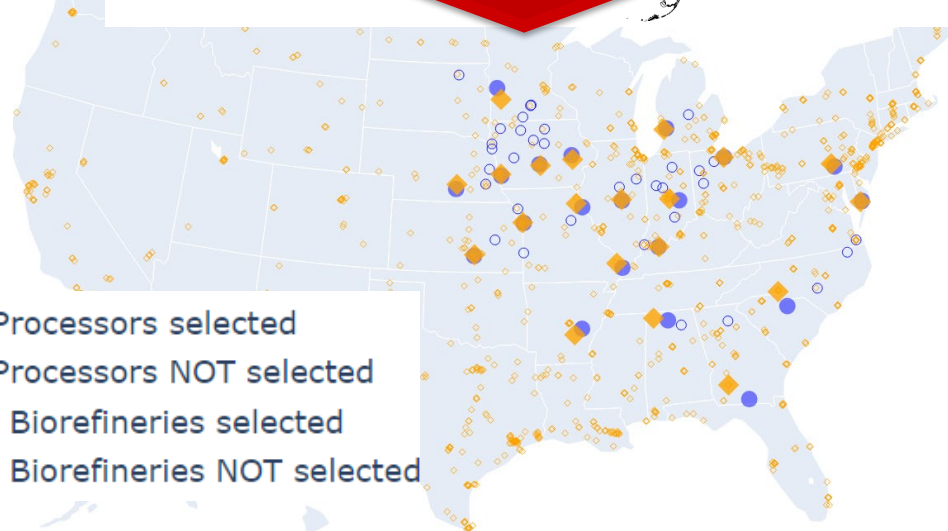 Processors selected
Processors NOT selected
Biorefineries selected
Biorefineries NOT selected